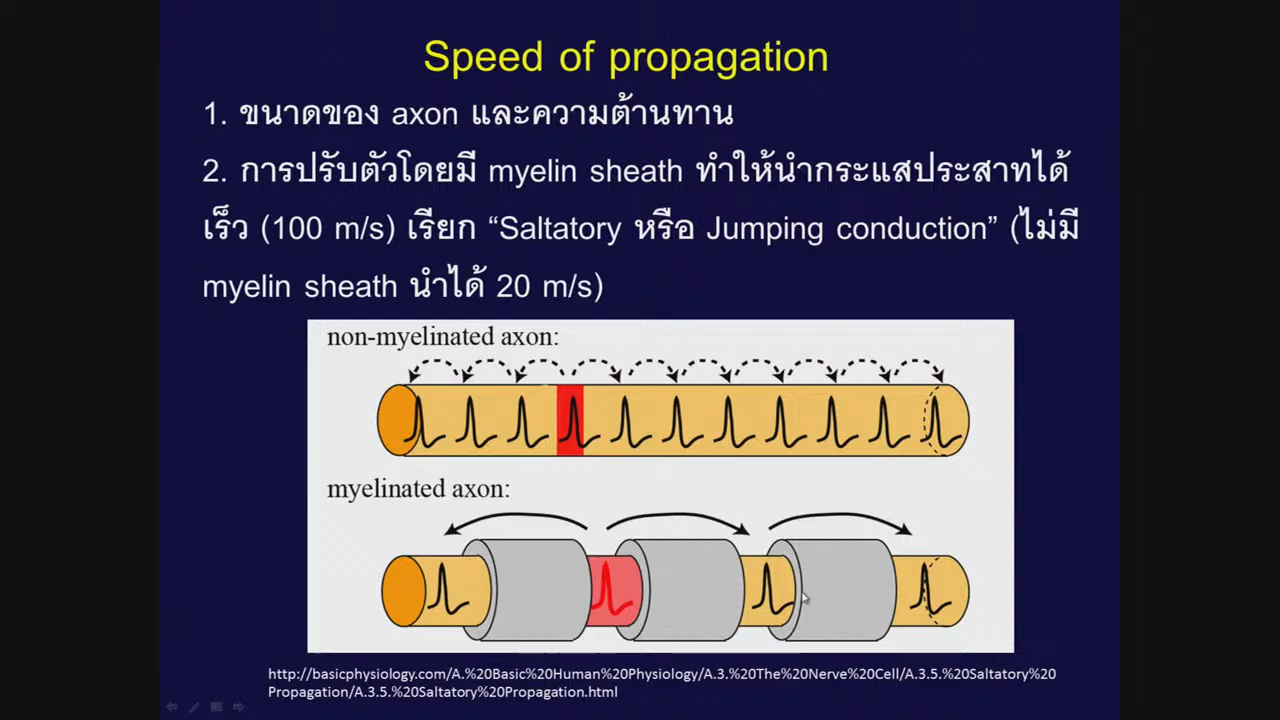 Speed of propagation
1. ขนาดของ axon และความต้านทาน
2. การปรับตัวโดยมี myelin sheath ทำให้นำกระแสประสาทได้
เร็ว (100 m/s) เรียก “Saltatory หรือ Jumping conduction” (ไม่มี
myelin sheath นำได้ 20 m/s)
non-myelinated axon:
myelinated axon:
http://basicphysiology.com/A.%20Basic%20Human%20Physiology/A.3.%20The%20Nerve%20Cell/A.3.5.%20Saltatory%20
Propagation/A.3.5.%20Saltatory%20Propagation.html